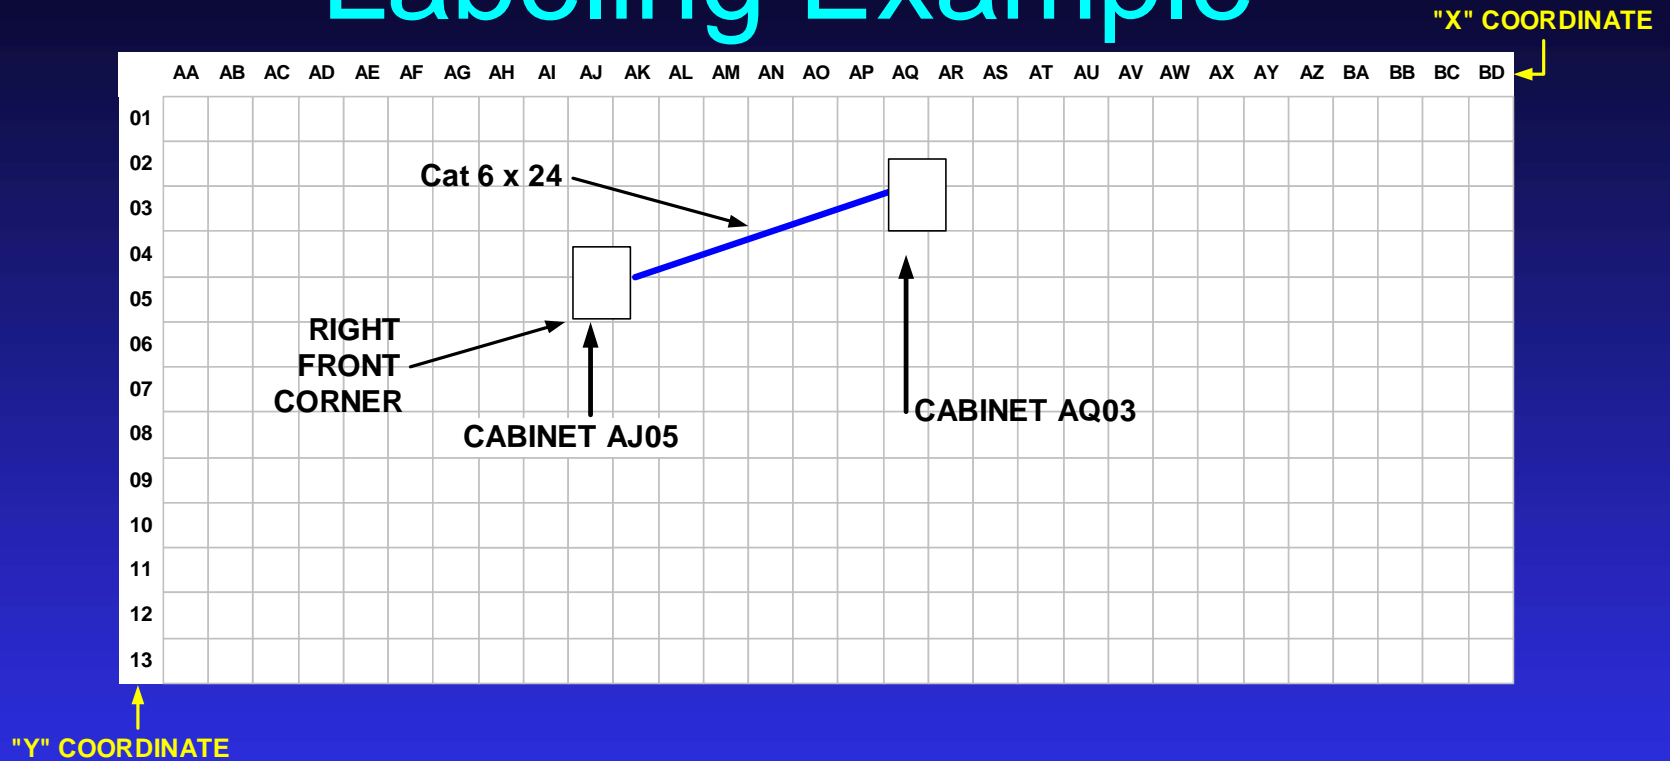 Labeling Example
"X" COORDINATE
AA AB AC AD AE AF AG AH AI AJ AK AL AM AN AO AP AQ AR AS AT AU AV AW AX AY AZ BA BB BC BD
01
02
Cat 6 x 24
03
04
05
RIGHT
06
FRONT
07
CORNER
CABINET AQ03
08
CABINET AJ05
09
10
11
12
13
"Y" COORDINATE